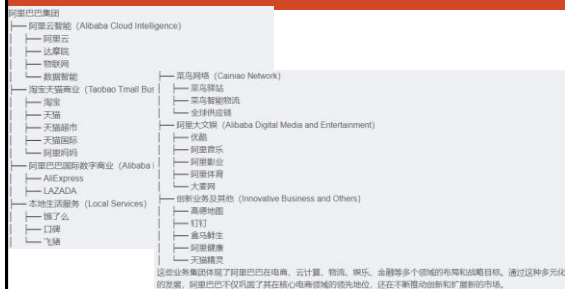 阿里巴巴集团
├── 阿里云智能 (Alibaba Cloud Intelligence)
│ ├── 阿里云
│ ├── 达摩院
│ ├── 物联网
│ └── 数据智能
├── 淘宝天猫商业 (Taobao Tmall Bus
│ ├── 淘宝
│ ├── 天猫
│ ├── 天猫超市
│ ├── 天猫国际
│ └── 阿里妈妈
├── 阿里巴巴国际数字商业 (Alibaba I
│ ├── AliExpress
│ └── LAZADA
├── 本地生活服务 (Local Services)
│ ├── 饿了么
│ ├── 口碑
│ └── 飞猪
├── 菜鸟网络 (Cainiao Network)
│ ├── 菜鸟驿站
│ ├── 菜鸟智能物流
│ └── 全球供应链
├── 阿里大文娱 (Alibaba Digital Media and Entertainment)
│ ├── 优酷
│ ├── 阿里音乐
│ ├── 阿里影业
│ ├── 阿里体育
│ └── 大麦网
├── 创新业务及其他 (Innovative Business and Others)
│ ├── 高德地图
│ ├── 钉钉
│ ├── 盒马鲜生
│ ├── 阿里健康
│ └── 天猫精灵
这些业务集团体现了阿里巴巴在电商、云计算、物流、娱乐、金融等多个领域的布局和战略目标。通过这种多元化
的发展，阿里巴巴不仅巩固了其在核心电商领域的领先地位，还在不断推动创新和扩展新的市场。